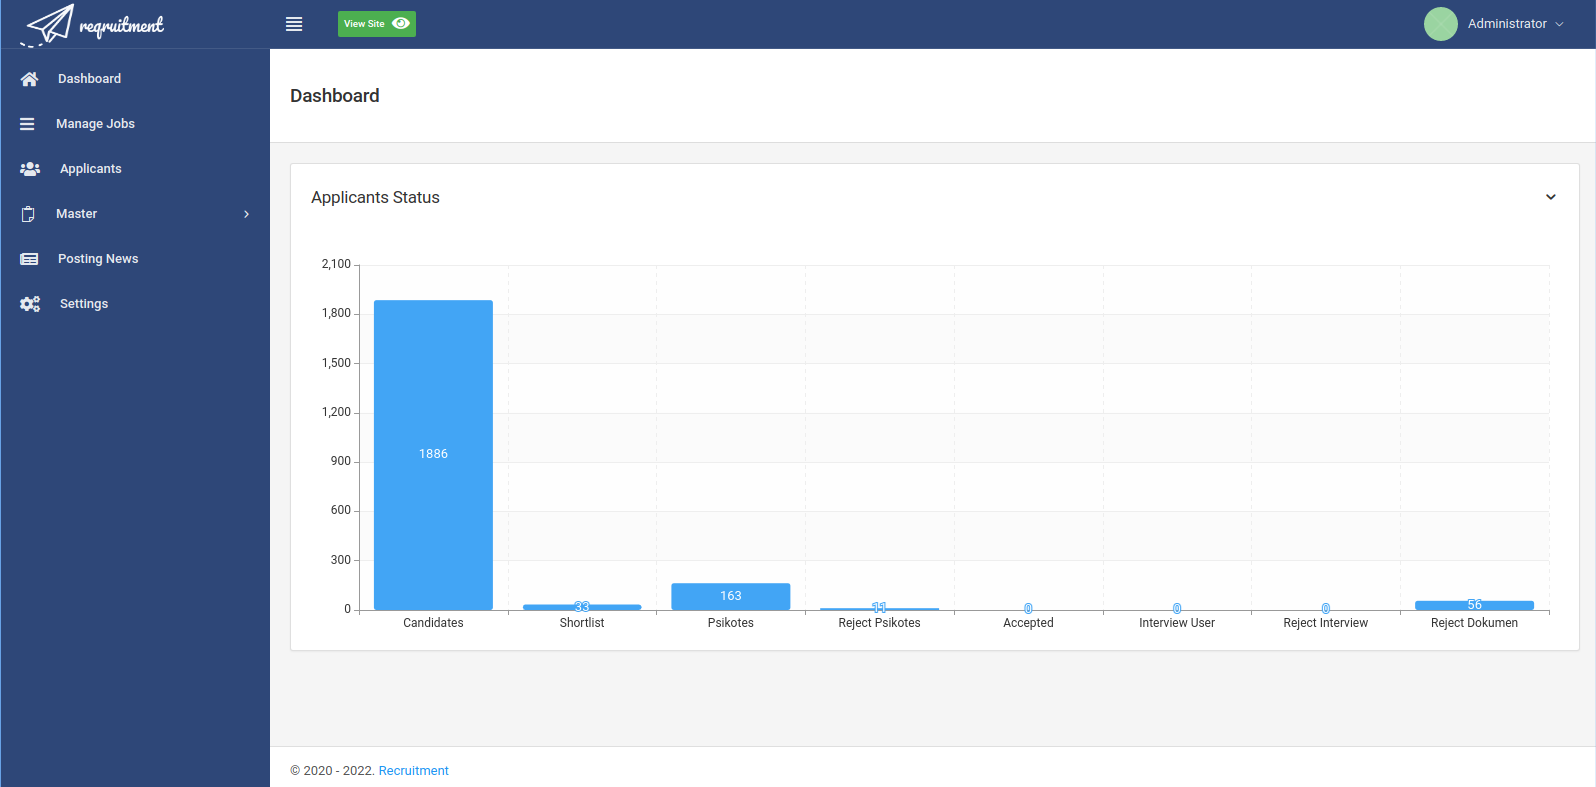 reqruitment
View Site
Administrator
Dashboard
Manage Jobs
Applicants
Master
Posting News
Settings
Dashboard
Applicants Status
2,100
1,800
1,500
1,200
900
600
300
0
1886
33
163
11
0
0
0
56
Candidates
Shortlist
Psikotes
Reject Psikotes
Accepted
Interview User
Reject Interview
Reject Dokumen
© 2020 - 2022. Recruitment